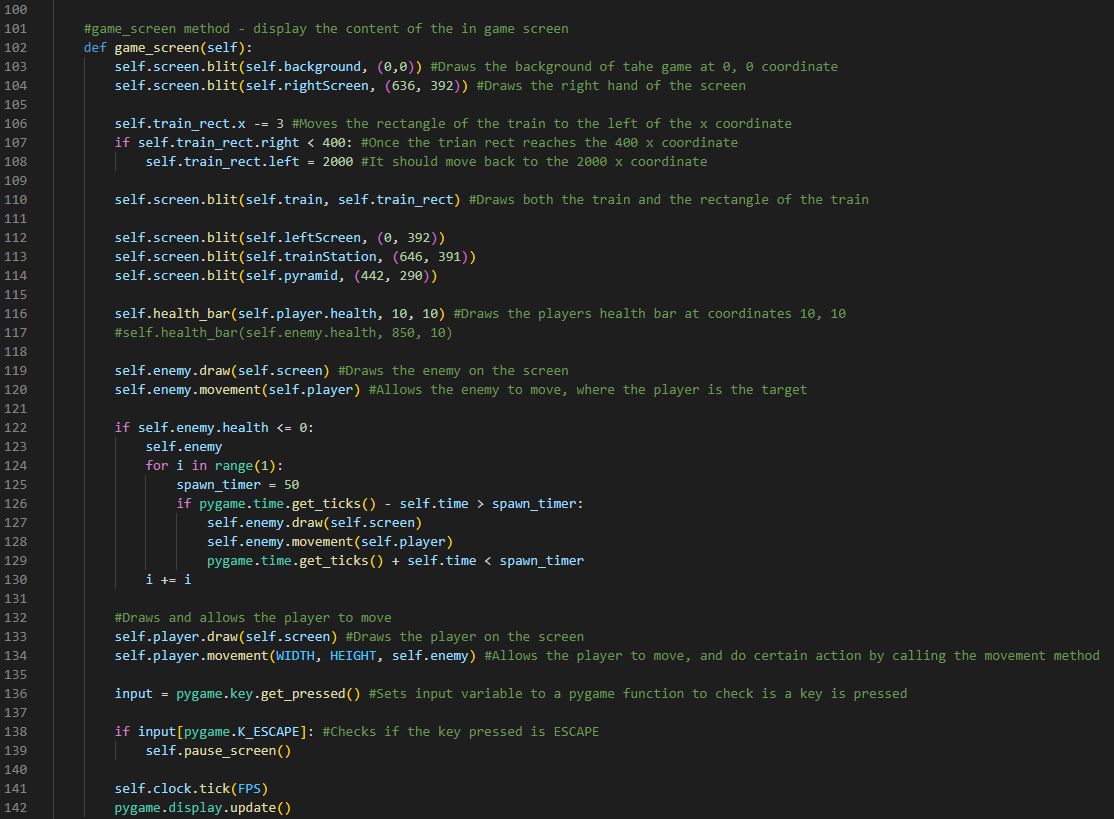 100
101 #game_screen method - display the content of the in game screen
102 def game_screen(self):
103 self.screen.blit(self.background, (0,0)) #Draws the background of tahe game at 0, 0 coordinate
104 self.screen.blit(self.rightScreen, (636, 392)) #Draws the right hand of the screen
105
106 self.train_rect.x -= 3 #Moves the rectangle of the train to the left of the x coordinate
107 if self.train_rect.right < 400: #Once the trian rect reaches the 400 x coordinate
108 self.train_rect.left = 2000 #It should move back to the 2000 x coordinate
109
110 self.screen.blit(self.train, self.train_rect) #Draws both the train and the rectangle of the train
111
112 self.screen.blit(self.leftScreen, (0, 392))
113 self.screen.blit(self.trainStation, (646, 391))
114 self.screen.blit(self.pyramid, (442, 290))
115
116 self.health_bar(self.player.health, 10, 10) #Draws the players health bar at coordinates 10, 10
117 #self.health_bar(self.enemy.health, 850, 10)
118
119 self.enemy.draw(self.screen) #Draws the enemy on the screen
120 self.enemy.movement(self.player) #Allows the enemy to move, where the player is the target
121
122 if self.enemy.health <= 0:
123 self.enemy
124 for i in range(1):
125 spawn_timer = 50
126 if pygame.time.get_ticks() - self.time > spawn_timer:
127 self.enemy.draw(self.screen)
128 self.enemy.movement(self.player)
129 pygame.time.get_ticks() + self.time < spawn_timer
130 i += i
131
132 #Draws and allows the player to move
133 self.player.draw(self.screen) #Draws the player on the screen
134 self.player.movement(WIDTH, HEIGHT, self.enemy) #Allows the player to move, and do certain action by calling the movement method
135
136 input = pygame.key.get_pressed() #Sets input variable to a pygame function to check is a key is pressed
137
138 if input[pygame.K_ESCAPE]: #Checks if the key pressed is ESCAPE
139 self.pause_screen()
140
141 self.clock.tick(FPS)
142 pygame.display.update()